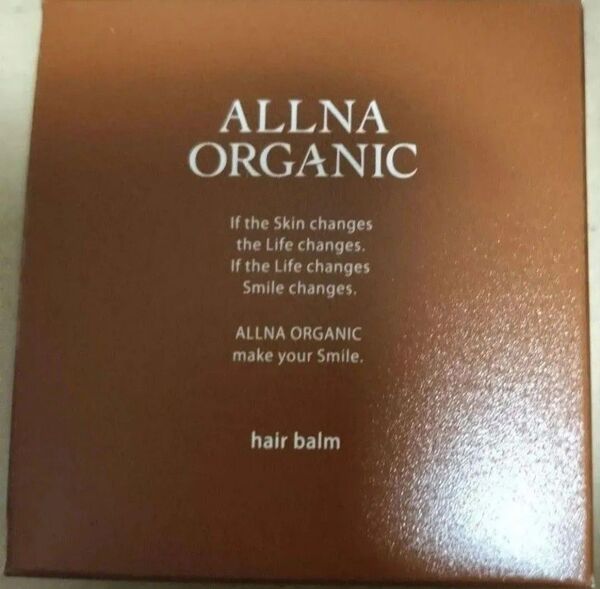 ALLNA
ORGANIC
If the Skin changes
the Life changes.
If the Life changes
Smile changes.
ALLNA ORGANIC
make your Smile.
hair balm